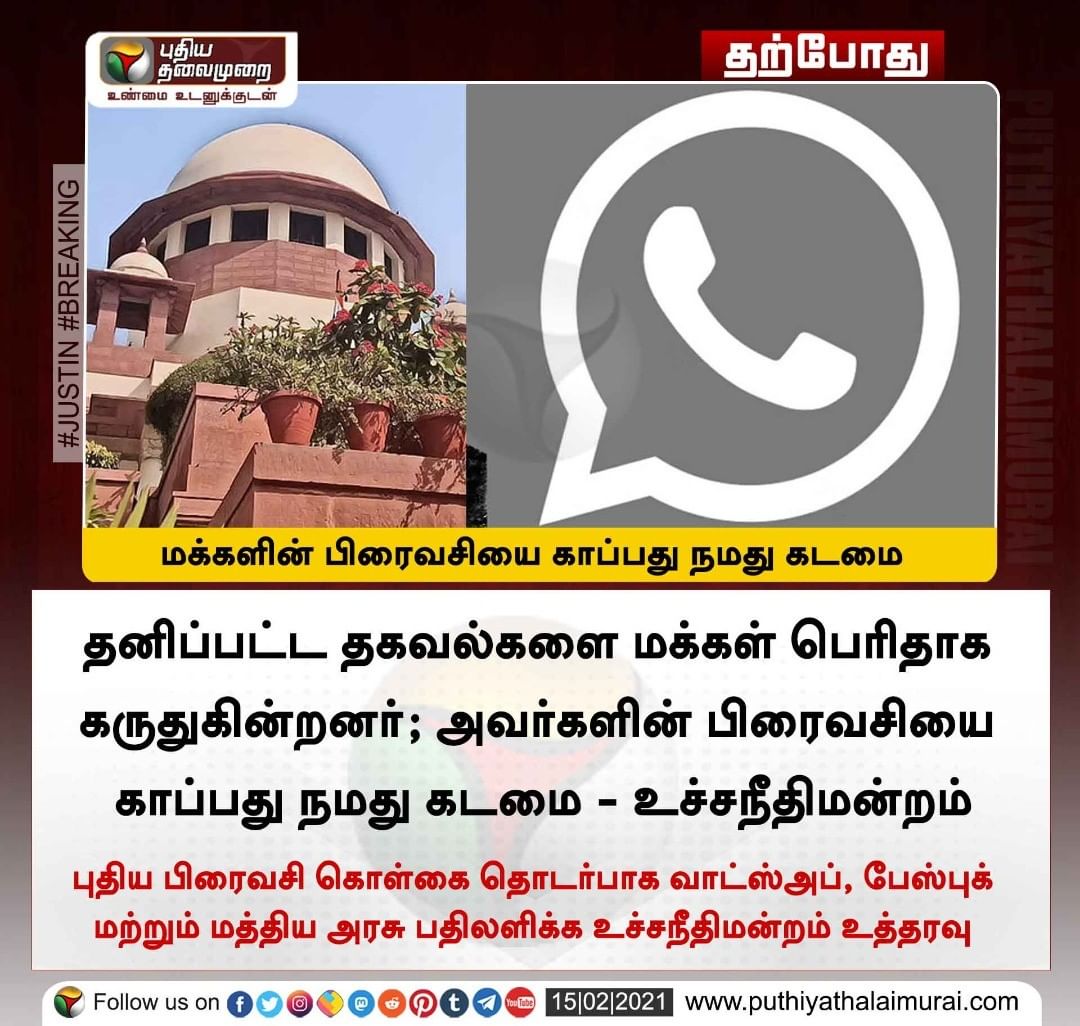 புதிய
தலைமுறை
உண்மை உடனுக்குடன்
தற்போது
#JUSTIN #BREAKING
PUTHIYATHALAIMURAI
மக்களின் பிரைவசியை காப்பது நமது கடமை
தனிப்பட்ட தகவல்களை மக்கள் பெரிதாக
கருதுகின்றனர்; அவர்களின் பிரைவசியை
காப்பது நமது கடமை - உச்சநீதிமன்றம்
புதிய பிரைவசி கொள்கை தொடர்பாக வாட்ஸ்அப், பேஸ்புக்
மற்றும் மத்திய அரசு பதிலளிக்க உச்சநீதிமன்றம் உத்தரவு
Follow us on YouTube 15|02|2021 www.puthiyathalaimurai.com